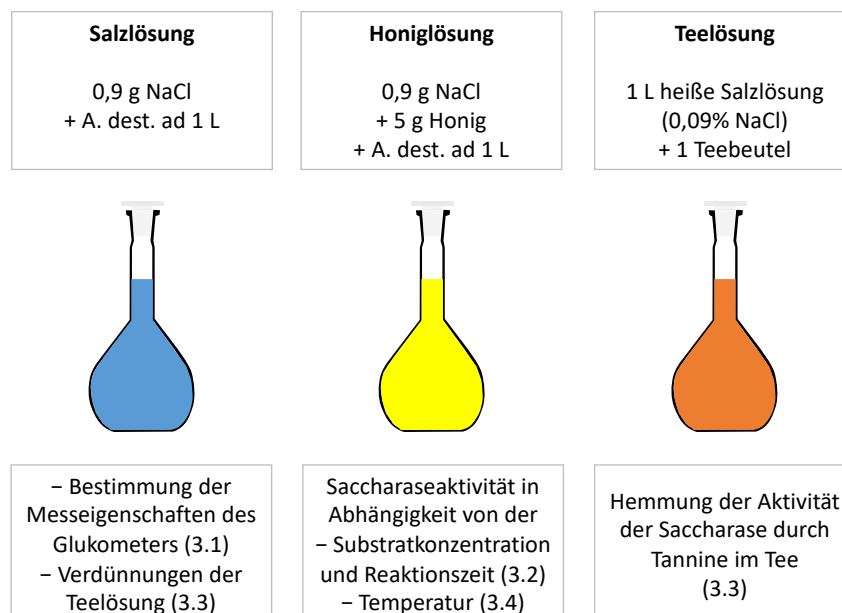 Salzlösung
0,9 g NaCl
+ A. dest. ad 1 L
Honiglösung
0,9 g NaCl
+ 5 g Honig
+ A. dest. ad 1 L
Teelösung
1 L heiße Salzlösung
(0,09% NaCl)
+ 1 Teebeutel
− Bestimmung der
Messeigenschaften des
Glukometers (3.1)
− Verdünnungen der
Teelösung (3.3)
Saccharaseaktivität in
Abhängigkeit von der
− Substratkonzentration
und Reaktionszeit (3.2)
− Temperatur (3.4)
Hemmung der Aktivität
der Saccharase durch
Tannine im Tee
(3.3)